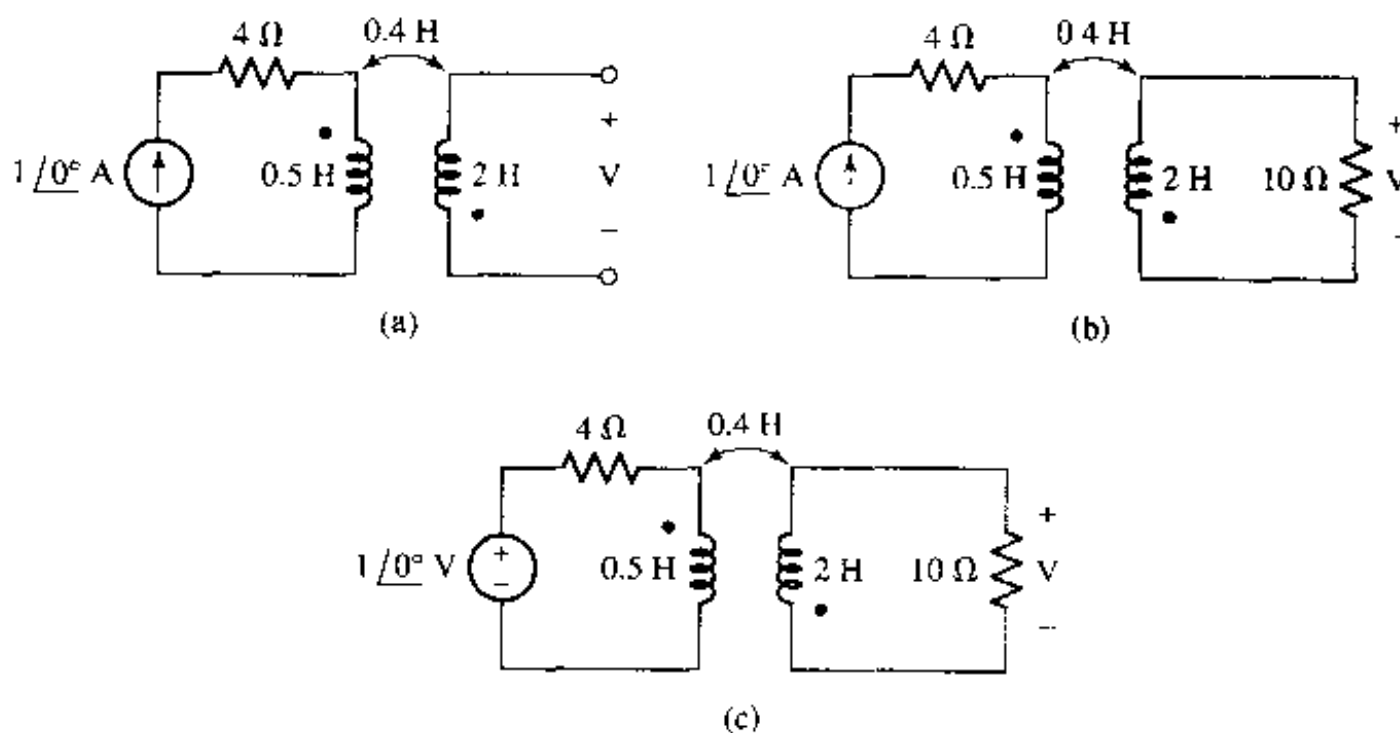 4 Ω 0.4 H
1 /0° A 0.5 H 2 H + V −
(a)
4 Ω 0 4 H
1 /0° A 0.5 H 2 H 10 Ω + V −
(b)
4 Ω 0.4 H
1 /0° V + − 0.5 H 2 H 10 Ω + V −
(c)